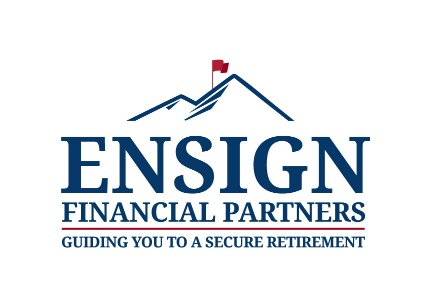 ENSIGN
FINANCIAL PARTNERS
GUIDING YOU TO A SECURE RETIREMENT